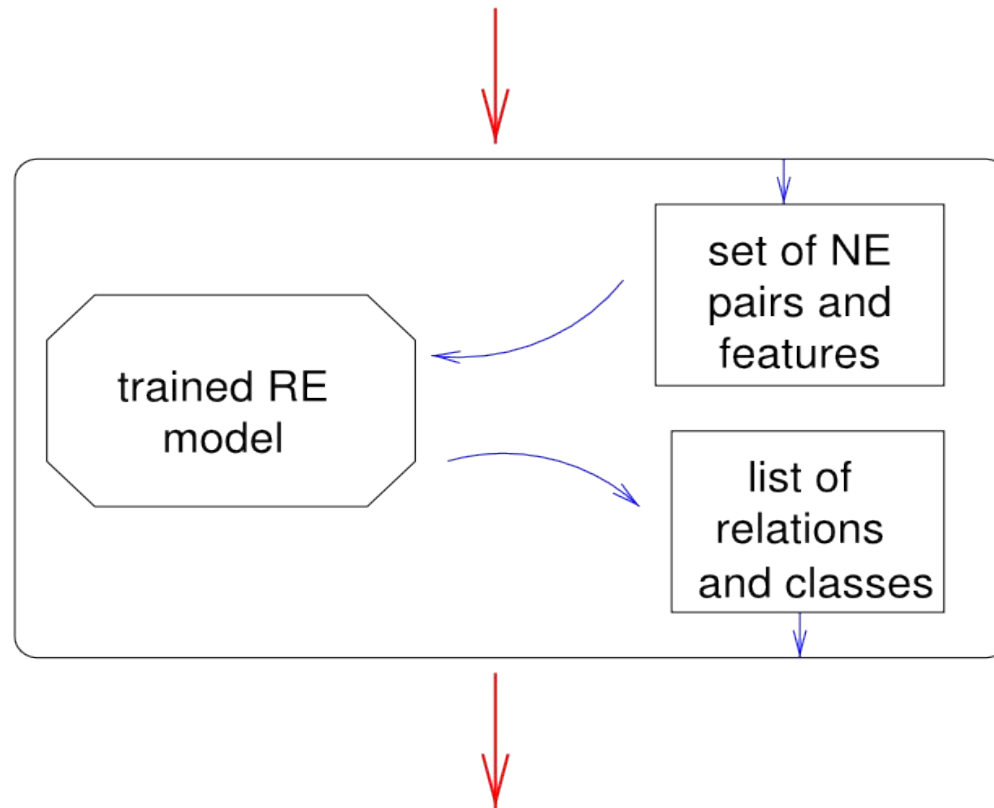 set of NE
pairs and
features
trained RE
model
list of
relations
and classes